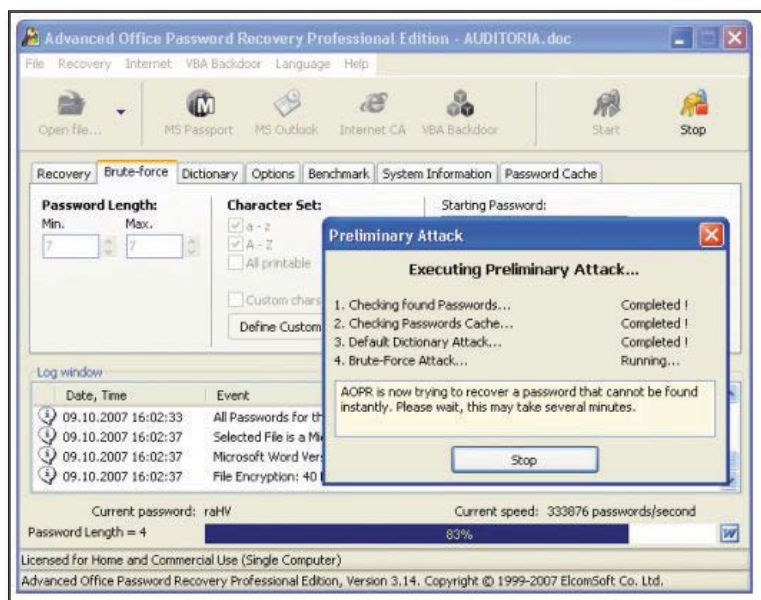 Advanced Office Password Recovery Professional Edition - AUDITORIA.doc
File Recovery Internet VBA Backdoor Language Help
Open file... MS Passport MS Outlook Internet CA VBA Backdoor Start Stop
Recovery Brute-force Dictionary Options Benchmark System Information Password Cache
Password Length: Character Set: Starting Password:
Min. Max. a - z
7 7 A - Z
All printable
Custom chars
Define Custom
Preliminary Attack
Executing Preliminary Attack...
1. Checking found Passwords... Completed !
2. Checking Passwords Cache... Completed !
3. Default Dictionary Attack... Completed !
4. Brute-Force Attack... Running...
AOPR is now trying to recover a password that cannot be found
instantly. Please wait, this may take several minutes.
Stop
Log window
Date, Time Event
09.10.2007 16:02:33 All Passwords for th
09.10.2007 16:02:37 Selected File is a Mi
09.10.2007 16:02:37 Microsoft Word Ver
09.10.2007 16:02:37 File Encryption: 40
Current password: raHV Current speed: 333876 passwords/second
Password Length = 4 83%
Licensed for Home and Commercial Use (Single Computer)
Advanced Office Password Recovery Professional Edition, Version 3.14. Copyright © 1999-2007 ElcomSoft Co. Ltd.